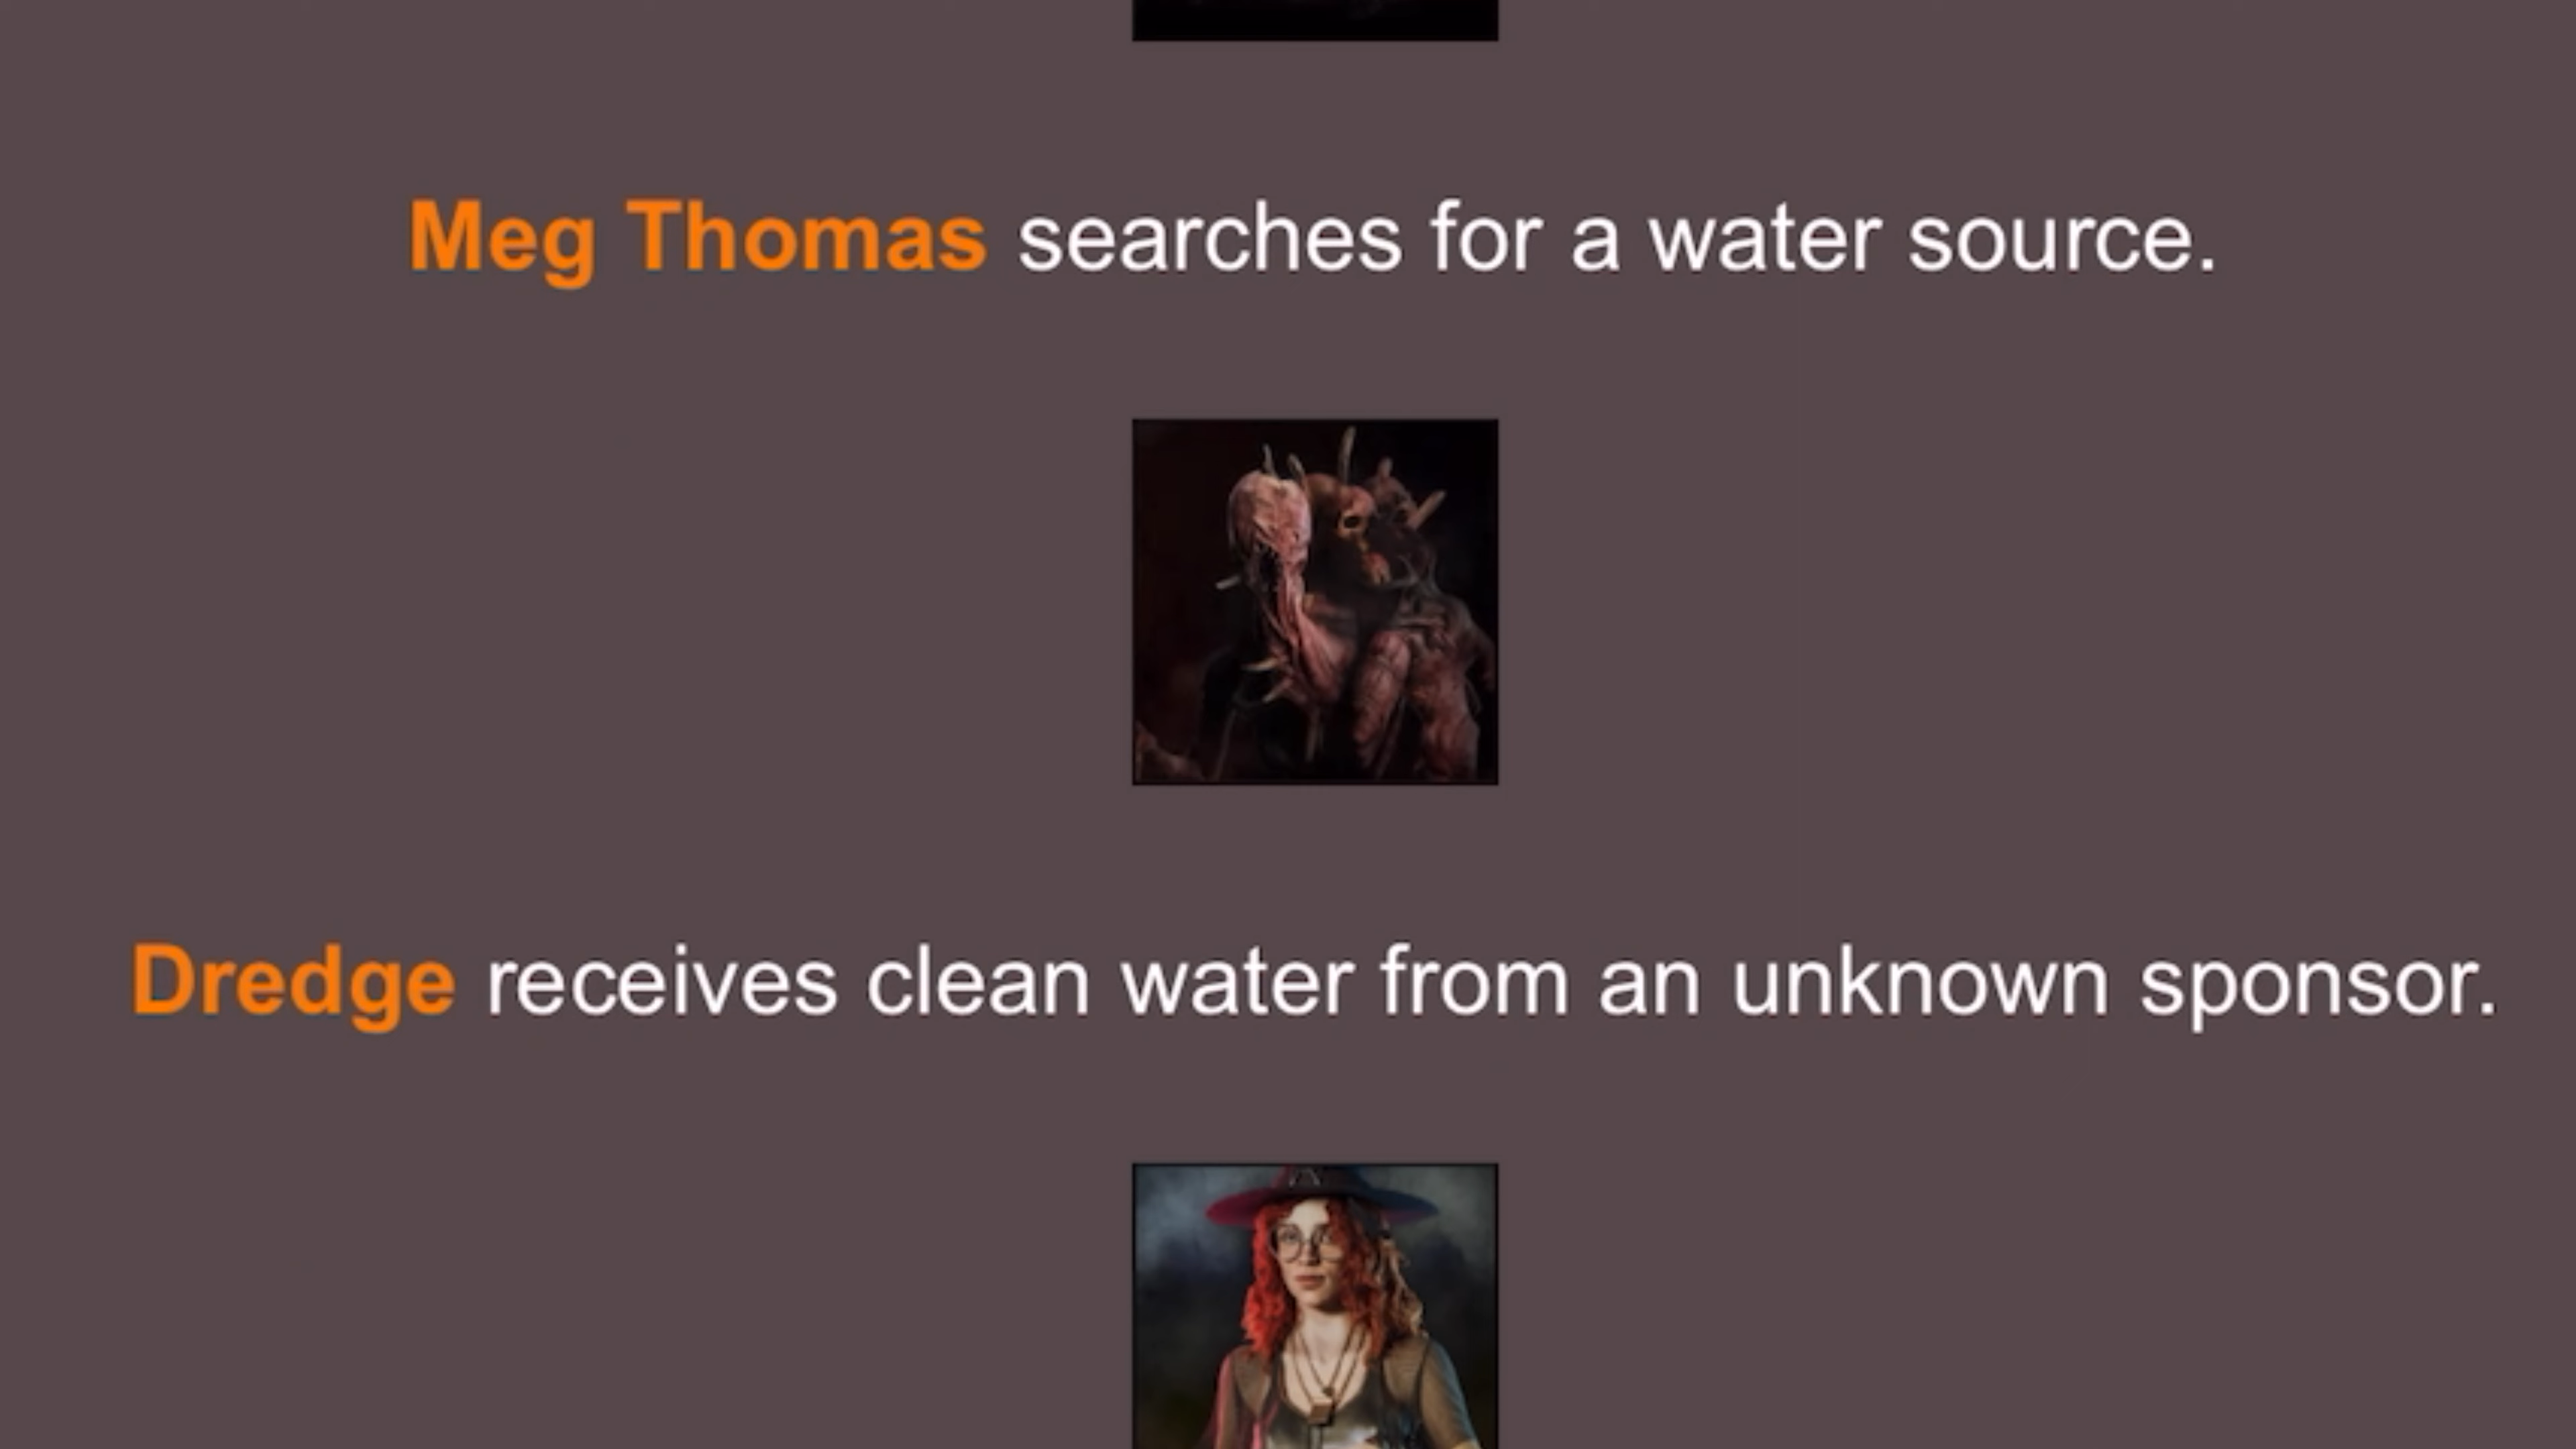 Meg Thomas searches for a water source.
Dredge receives clean water from an unknown sponsor.